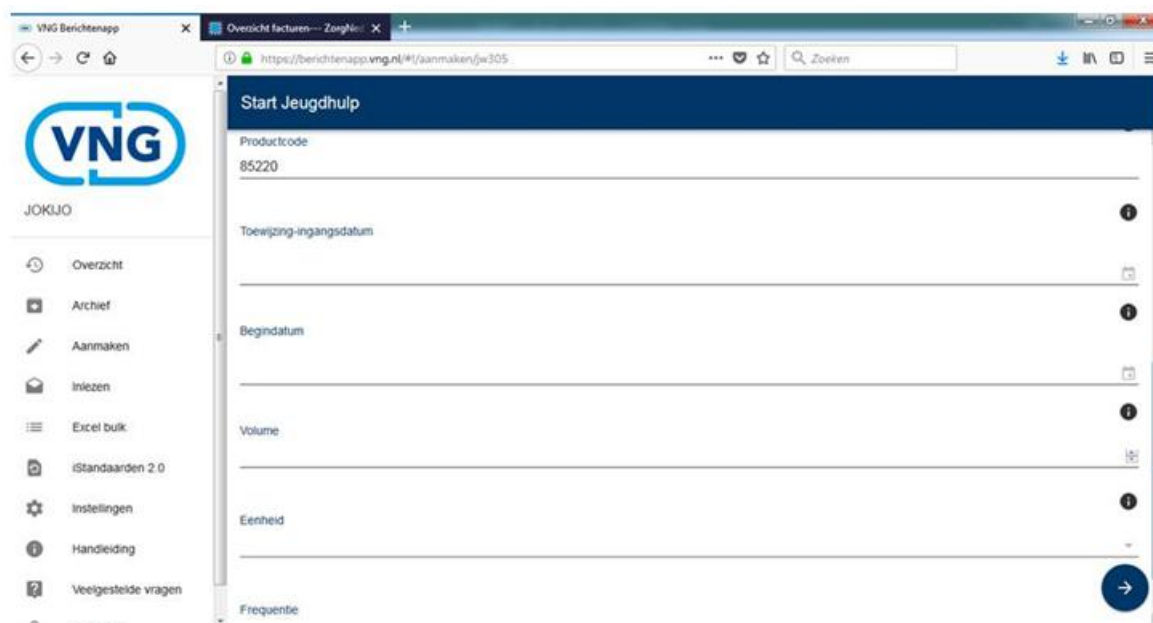 VNG Berichtenapp
Overzicht facturen--- ZorgNed
https://berichtenapp.vng.nl/#!/aanmaken/jw305
Zoeken
VNG
JOKIJO
Overzicht
Archief
Aanmaken
Inlezen
Excel bulk
iStandaarden 2.0
Instellingen
Handleiding
Veelgestelde vragen
Start Jeugdhulp
Productcode
85220
Toewijzing-ingangsdatum
Begindatum
Volume
Eenheid
Frequentie